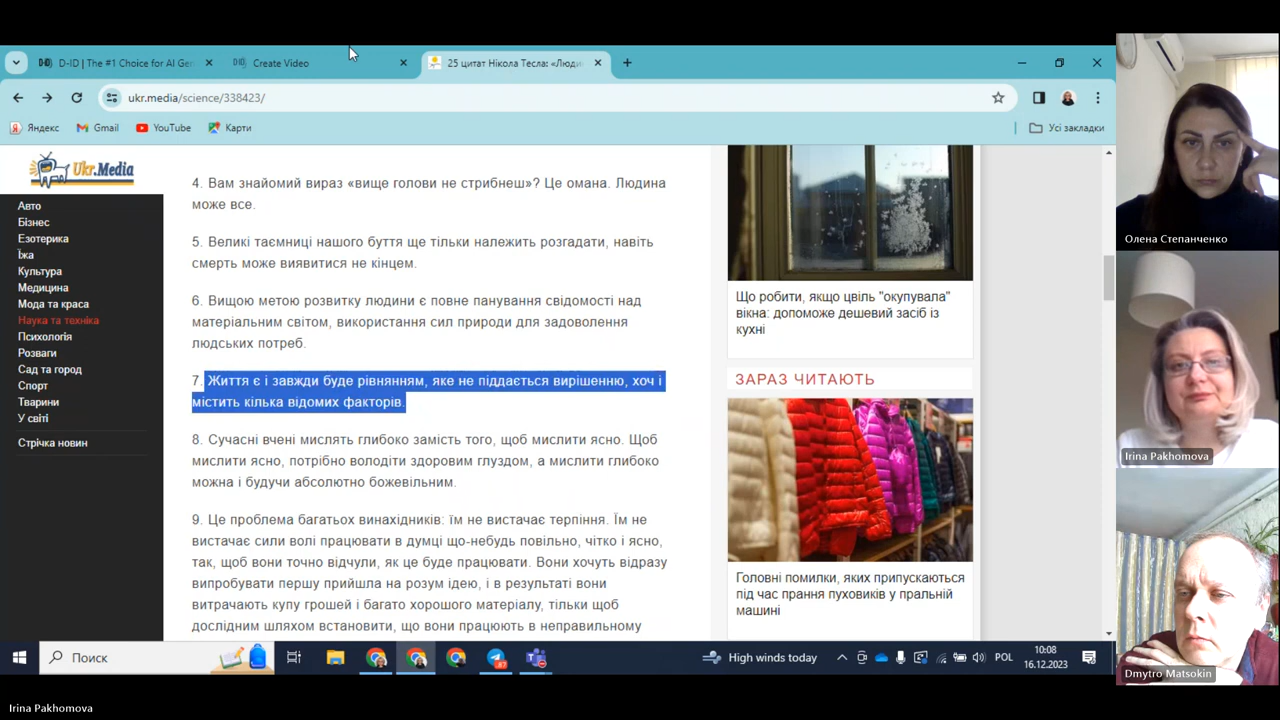 D-ID | The #1 Choice for AI Gen
Create Video
25 цитат Нікола Тесла: «Люди
ukr.media/science/338423/
Яндекс
Gmail
YouTube
Карти
Усі закладки
Ukr.Media
Авто
Бізнес
Езотерика
Їжа
Культура
Медицина
Мода та краса
Наука та техніка
Психологія
Розваги
Сад та город
Спорт
Тварини
У світі
Стрічка новин
4. Вам знайомий вираз «вище голови не стрибнеш»? Це омана. Людина
може все.
5. Великі таємниці нашого буття ще тільки належить розгадати, навіть
смерть може виявитися не кінцем.
6. Вищою метою розвитку людини є повне панування свідомості над
матеріальним світом, використання сил природи для задоволення
людських потреб.
7. Життя є і завжди буде рівнянням, яке не піддається вирішенню, хоч і
містить кілька відомих факторів.
8. Сучасні вчені мислять глибоко замість того, щоб мислити ясно. Щоб
мислити ясно, потрібно володіти здоровим глуздом, а мислити глибоко
можна і будучи абсолютно божевільним.
9. Це проблема багатьох винахідників: їм не вистачає терпіння. Їм не
вистачає сили волі працювати в думці що-небудь повільно, чітко і ясно,
так, щоб вони точно відчули, як це буде працювати. Вони хочуть відразу
випробувати першу прийшла на розум ідею, і в результаті вони
витрачають купу грошей і багато хорошого матеріалу, тільки щоб
дослідним шляхом встановити, що вони працюють в неправильному
Що робити, якщо цвіль "окупувала"
вікна: допоможе дешевий засіб із
кухні
ЗАРАЗ ЧИТАЮТЬ
Головні помилки, яких припускаються
під час прання пуховиків у пральній
машині
Поиск
High winds today
POL
10:08
16.12.2023
Олена Степанченко
Irina Pakhomova
Dmytro Matsokin
Irina Pakhomova